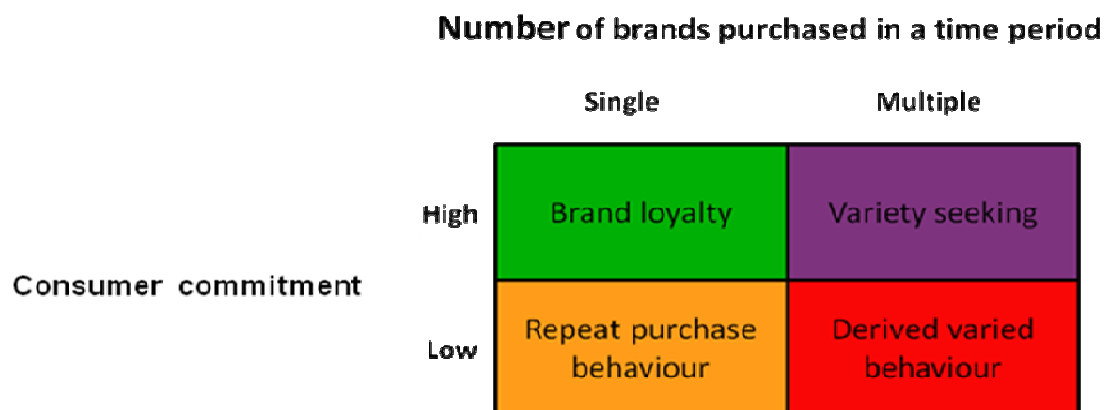 Number of brands purchased in a time period
Single Multiple
High Brand loyalty Variety seeking
Consumer commitment
Low Repeat purchase behaviour Derived varied behaviour